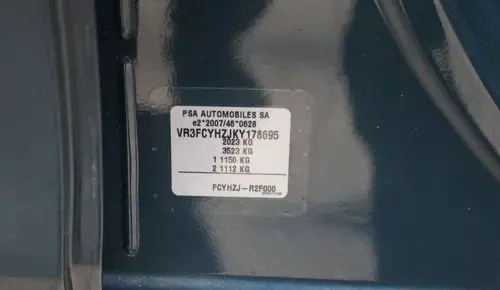 PSA AUTOMOBILES SA
e2*2007/46*0628
VR3FCYHZJKY178695
2023 KG
3523 KG
1 1150 KG
2 1112 KG
FCYHZJ-R2F000